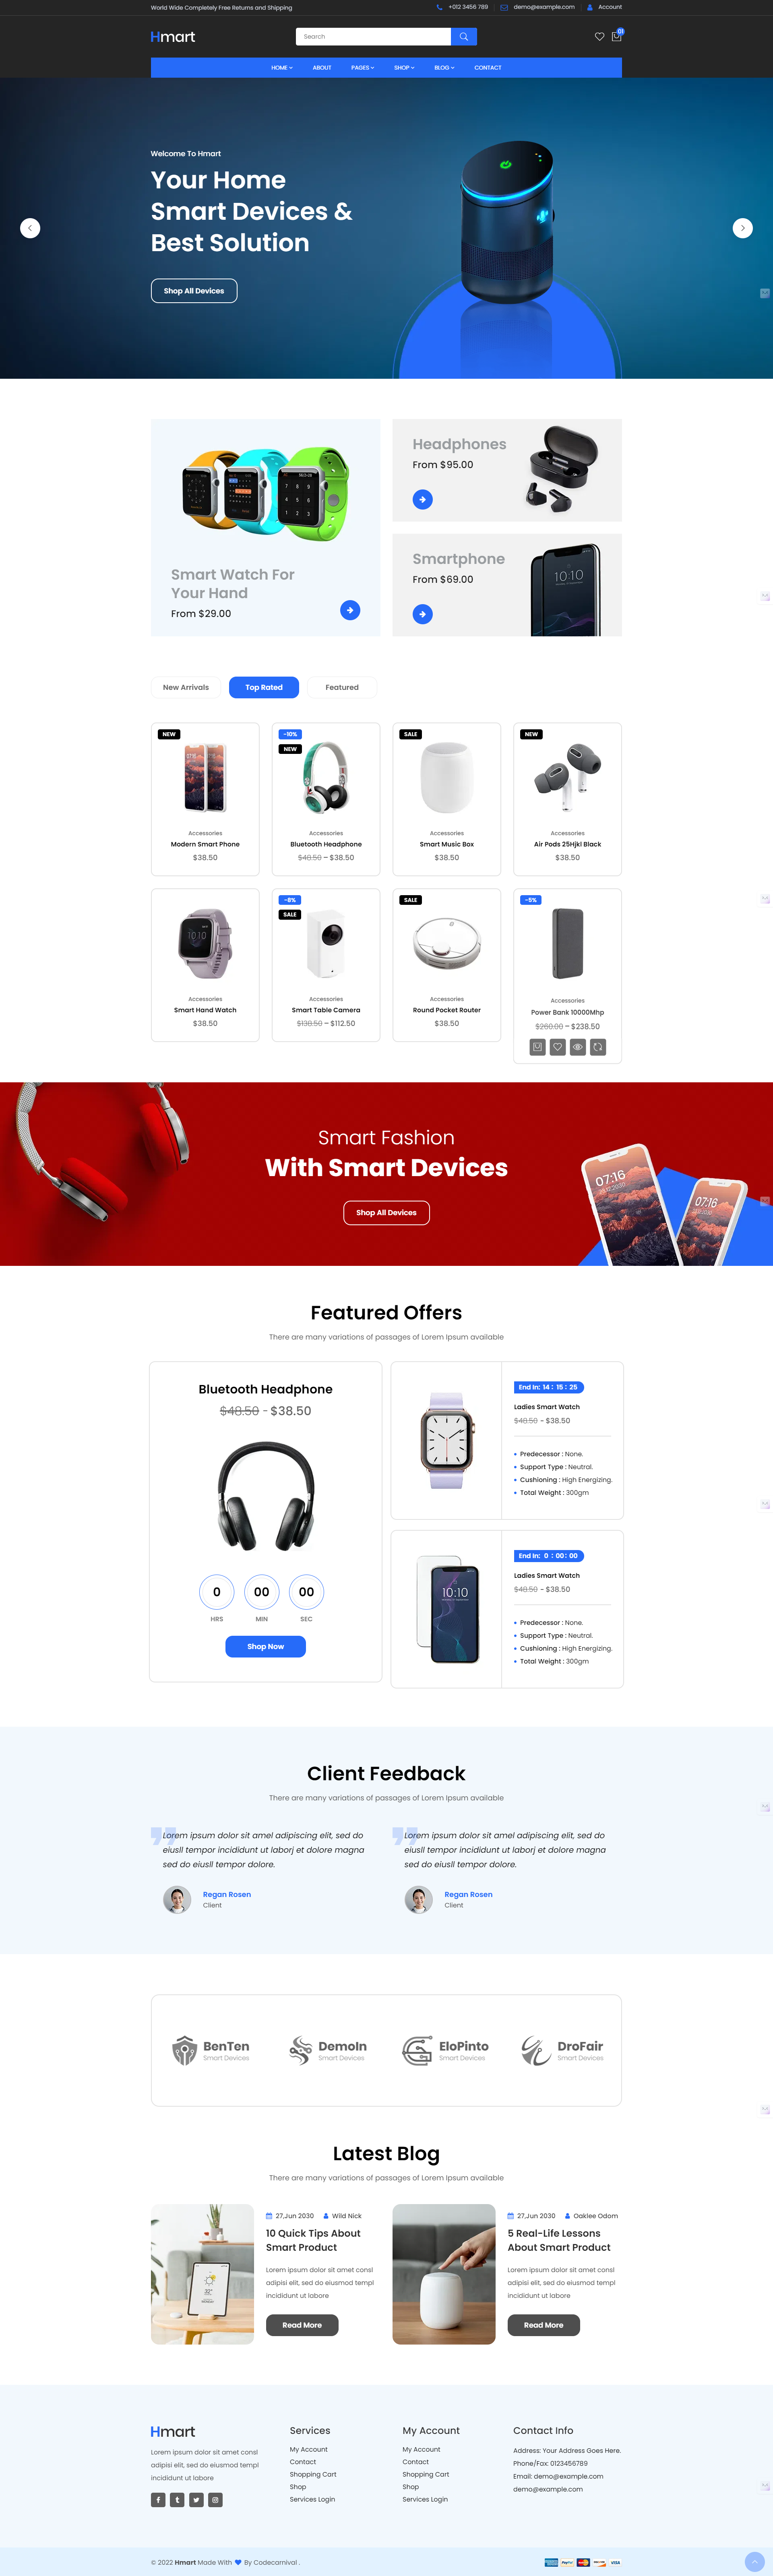 World Wide Completely Free Returns and Shipping
+012 3456 789
demo@example.com
Account
Hmart
Search
01
HOME
ABOUT
PAGES
SHOP
BLOG
CONTACT
Welcome To Hmart
Your Home
Smart Devices &
Best Solution
Shop All Devices
Smart Watch For
Your Hand
From $29.00
Headphones
From $95.00
Smartphone
From $69.00
10:10
New Arrivals
Top Rated
Featured
NEW
Accessories
Modern Smart Phone
$38.50
-10%
NEW
Accessories
Bluetooth Headphone
$48.50 – $38.50
SALE
Accessories
Smart Music Box
$38.50
NEW
Accessories
Air Pods 25Hjkl Black
$38.50
Accessories
Smart Hand Watch
$38.50
-8%
SALE
Accessories
Smart Table Camera
$138.50 – $112.50
SALE
Accessories
Round Pocket Router
$38.50
-5%
Accessories
Power Bank 10000Mhp
$260.00 – $238.50
Smart Fashion
With Smart Devices
Shop All Devices
07:16
07:16
Featured Offers
There are many variations of passages of Lorem Ipsum available
Bluetooth Headphone
$48.50 - $38.50
0
00
00
HRS
MIN
SEC
Shop Now
End In: 14 : 15 : 25
Ladies Smart Watch
$48.50 - $38.50
Predecessor : None.
Support Type : Neutral.
Cushioning : High Energizing.
Total Weight : 300gm
10:10
End In: 0 : 00 : 00
Ladies Smart Watch
$48.50 - $38.50
Predecessor : None.
Support Type : Neutral.
Cushioning : High Energizing.
Total Weight : 300gm
Client Feedback
There are many variations of passages of Lorem Ipsum available
Lorem ipsum dolor sit amet adipiscing elit, sed do
eiusll tempor incididunt ut laborj et dolore magna
sed do eiusll tempor dolore.
Regan Rosen
Client
Lorem ipsum dolor sit amet adipiscing elit, sed do
eiusll tempor incididunt ut laborj et dolore magna
sed do eiusll tempor dolore.
Regan Rosen
Client
BenTen
Smart Devices
DemoIn
Smart Devices
EloPinto
Smart Devices
DroFair
Smart Devices
Latest Blog
There are many variations of passages of Lorem Ipsum available
27,Jun 2030
Wild Nick
10 Quick Tips About
Smart Product
Lorem ipsum dolor sit amet consl
adipisi elit, sed do eiusmod templ
incididunt ut labore
Read More
27,Jun 2030
Oaklee Odom
5 Real-Life Lessons
About Smart Product
Lorem ipsum dolor sit amet consl
adipisi elit, sed do eiusmod templ
incididunt ut labore
Read More
Hmart
Lorem ipsum dolor sit amet consl
adipisi elit, sed do eiusmod templ
incididunt ut labore
Services
My Account
Contact
Shopping Cart
Shop
Services Login
My Account
My Account
Contact
Shopping Cart
Shop
Services Login
Contact Info
Address: Your Address Goes Here.
Phone/Fax: 0123456789
Email: demo@example.com
demo@example.com
© 2022 Hmart Made With
By Codecarnival .
PayPal
VISA